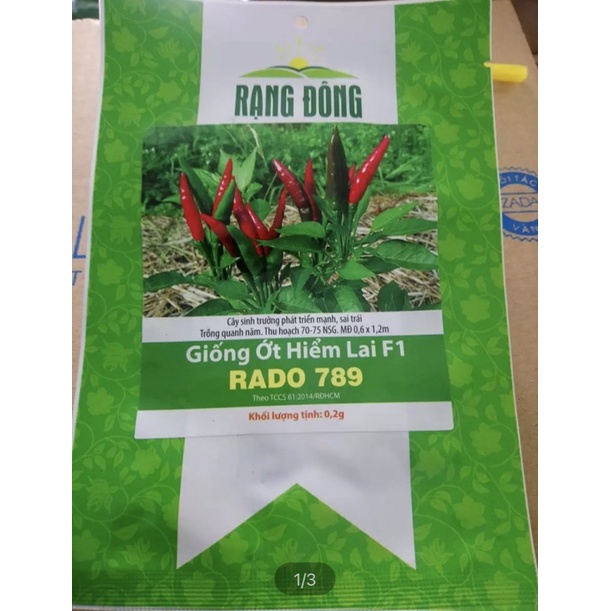 RẠNG ĐÔNG
Cây sinh trưởng phát triển mạnh, sai trái
Trồng quanh năm. Thu hoạch 70-75 NSG. MĐ 0,6 x 1,2m
Giống Ớt Hiểm Lai F1
RADO 789
Theo TCCS 61:2014/RĐHCM
Khối lượng tịnh: 0,2g
ZADA
1/3